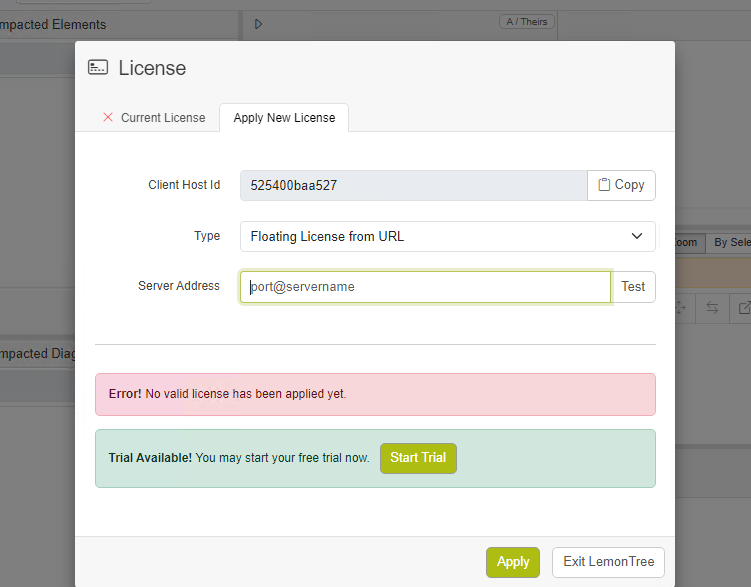 mpacted Elements
A / Theirs
License
Current License
Apply New License
Client Host Id
525400baa527
Copy
Type
Floating License from URL
oom
By Sele
Server Address
port@servername
Test
mpacted Diag
Error! No valid license has been applied yet.
Trial Available! You may start your free trial now.
Start Trial
Apply
Exit LemonTree